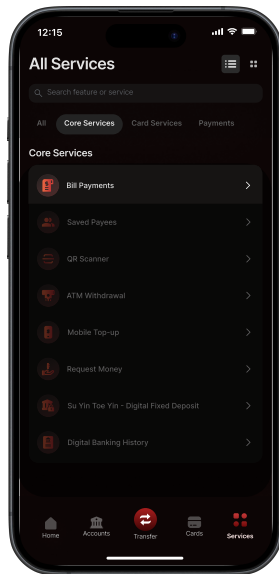 12:15
All Services
Search feature or service
All
Core Services
Card Services
Payments
Core Services
Bill Payments
Saved Payees
QR Scanner
ATM Withdrawal
Mobile Top-up
Request Money
Su Yin Toe Yin - Digital Fixed Deposit
Digital Banking History
Home
Accounts
Transfer
Cards
Services